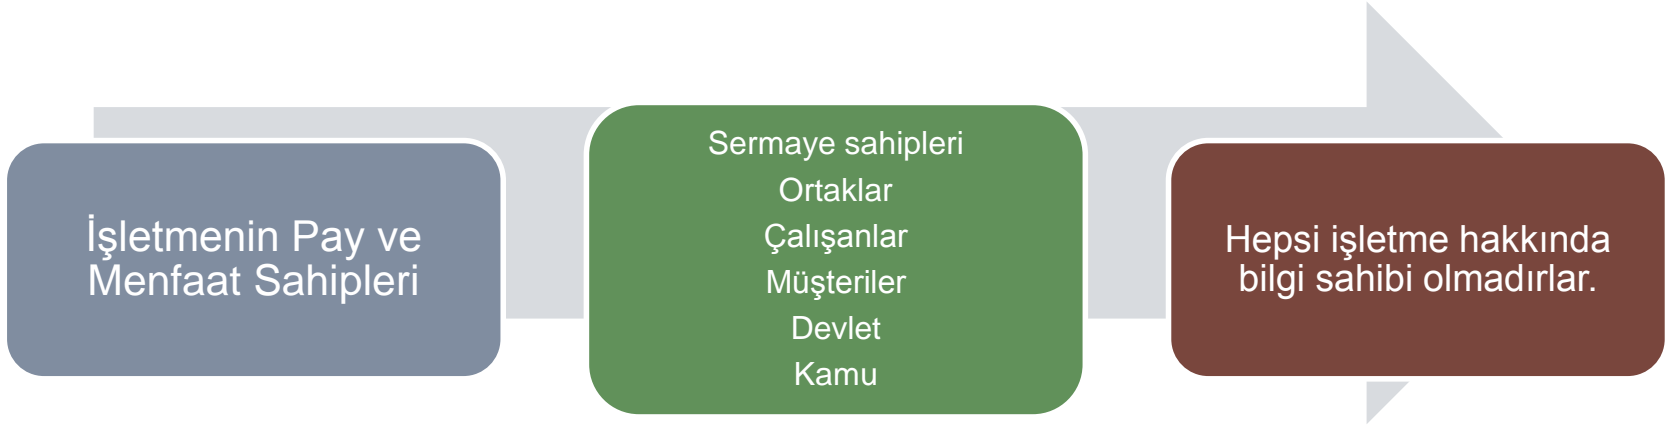 İşletmenin Pay ve
Menfaat Sahipleri
Sermaye sahipleri
Ortaklar
Çalışanlar
Müşteriler
Devlet
Kamu
Hepsi işletme hakkında
bilgi sahibi olmadırlar.